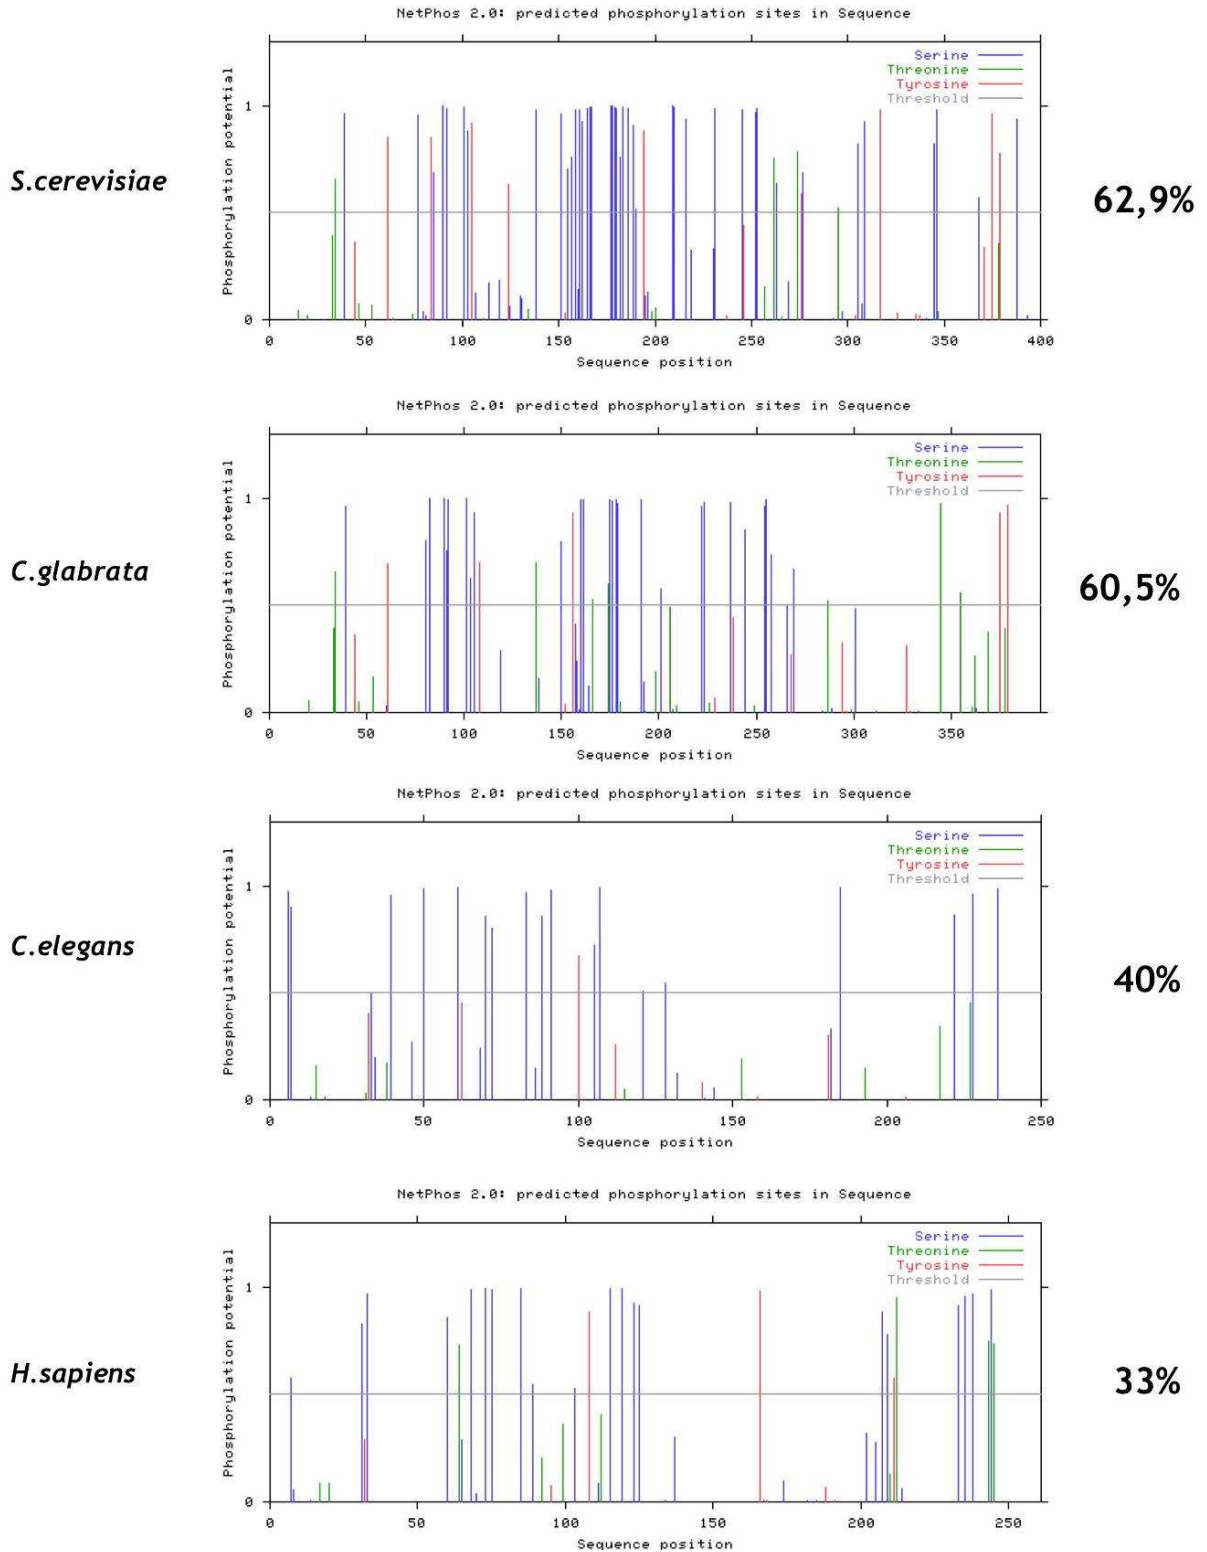 NetPhos 2.0: predicted phosphorylation sites in Sequence
Serine
Threonine
Tyrosine
Threshold
Phosphorylation potential
1
0
0 50 100 150 200 250 300 350 400
Sequence position
S.cerevisiae
62,9%
NetPhos 2.0: predicted phosphorylation sites in Sequence
Serine
Threonine
Tyrosine
Threshold
Phosphorylation potential
1
0
0 50 100 150 200 250 300 350
Sequence position
C.glabrata
60,5%
NetPhos 2.0: predicted phosphorylation sites in Sequence
Serine
Threonine
Tyrosine
Threshold
Phosphorylation potential
1
0
0 50 100 150 200 250
Sequence position
C.elegans
40%
NetPhos 2.0: predicted phosphorylation sites in Sequence
Serine
Threonine
Tyrosine
Threshold
Phosphorylation potential
1
0
0 50 100 150 200 250
Sequence position
H.sapiens
33%